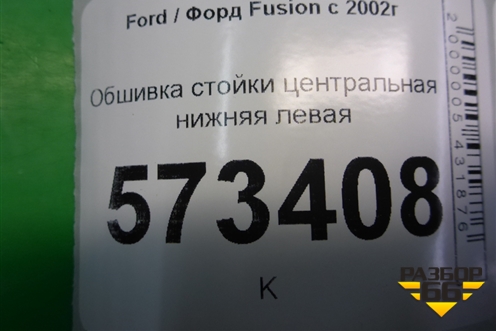 Ford / Форд Fusion с 2002г
Обшивка стойки центральная
нижняя левая
573408
К
2000005431876
РАЗБОР
66